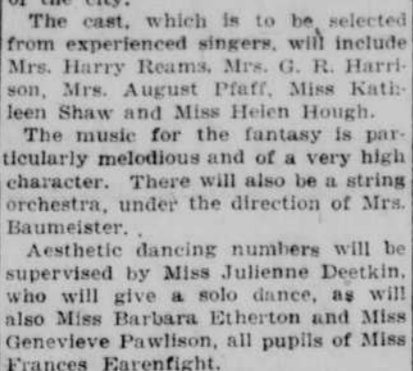 of the city.
The cast, which is to be selected
from experienced singers, will include
Mrs. Harry Reams, Mrs. G. R. Harri-
son, Mrs. August Pfaff, Miss Kath-
leen Shaw and Miss Helen Hough.
The music for the fantasy is par-
ticularly melodious and of a very high
character. There will also be a string
orchestra, under the direction of Mrs.
Baumeister.
Aesthetic dancing numbers will be
supervised by Miss Julienne Deetkin,
who will give a solo dance, as will
also Miss Barbara Etherton and Miss
Genevieve Pawlison, all pupils of Miss
Frances Earenfight.